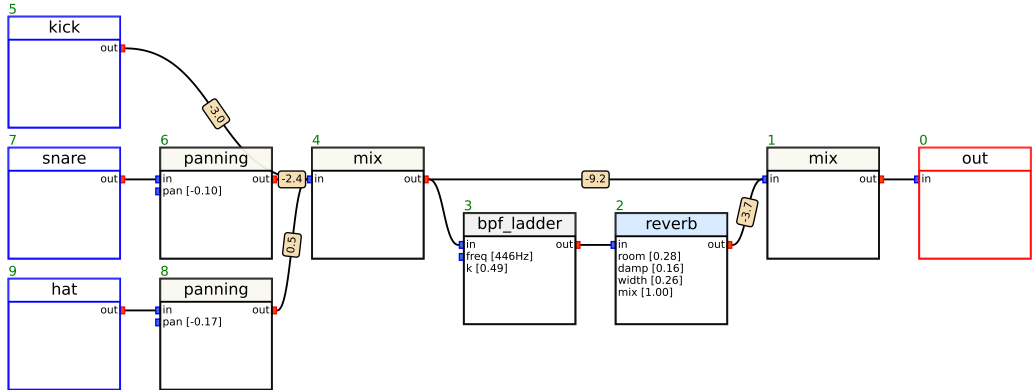 5
kick
out
-3.0
7
snare
out
6
panning
in
out
pan [-0.10]
-2.4
4
mix
in
out
-9.2
1
mix
in
out
0
out
in
3
bpf_ladder
in
out
freq [446Hz]
k [0.49]
2
reverb
in
out
room [0.28]
damp [0.16]
width [0.26]
mix [1.00]
-3.7
0.5
9
hat
out
8
panning
in
out
pan [-0.17]